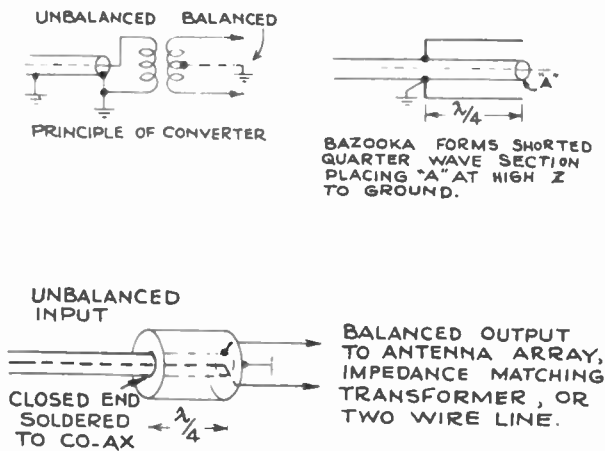 UNBALANCED BALANCED
PRINCIPLE OF CONVERTER
"A"
λ/4
BAZOOKA FORMS SHORTED
QUARTER WAVE SECTION
PLACING "A" AT HIGH Z
TO GROUND.
UNBALANCED
INPUT
CLOSED END
SOLDERED
TO CO-AX
λ/4
BALANCED OUTPUT
TO ANTENNA ARRAY,
IMPEDANCE MATCHING
TRANSFORMER, OR
TWO WIRE LINE.